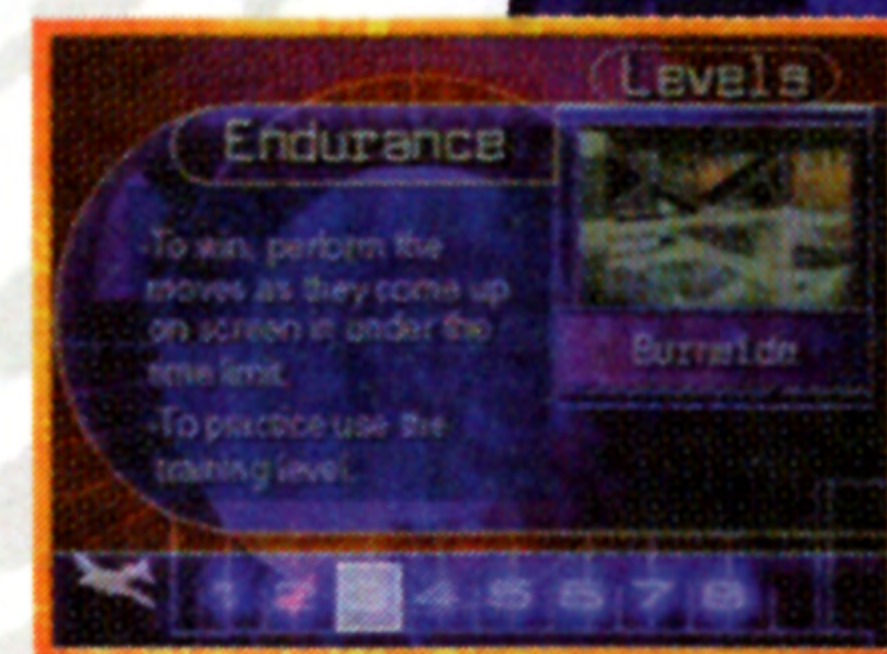 Levels
Endurance
-To win, perform the
moves as they come up
on screen in under the
time limit.
-To practice use the
training level.
Burnside
1 2 3 4 5 6 7 8